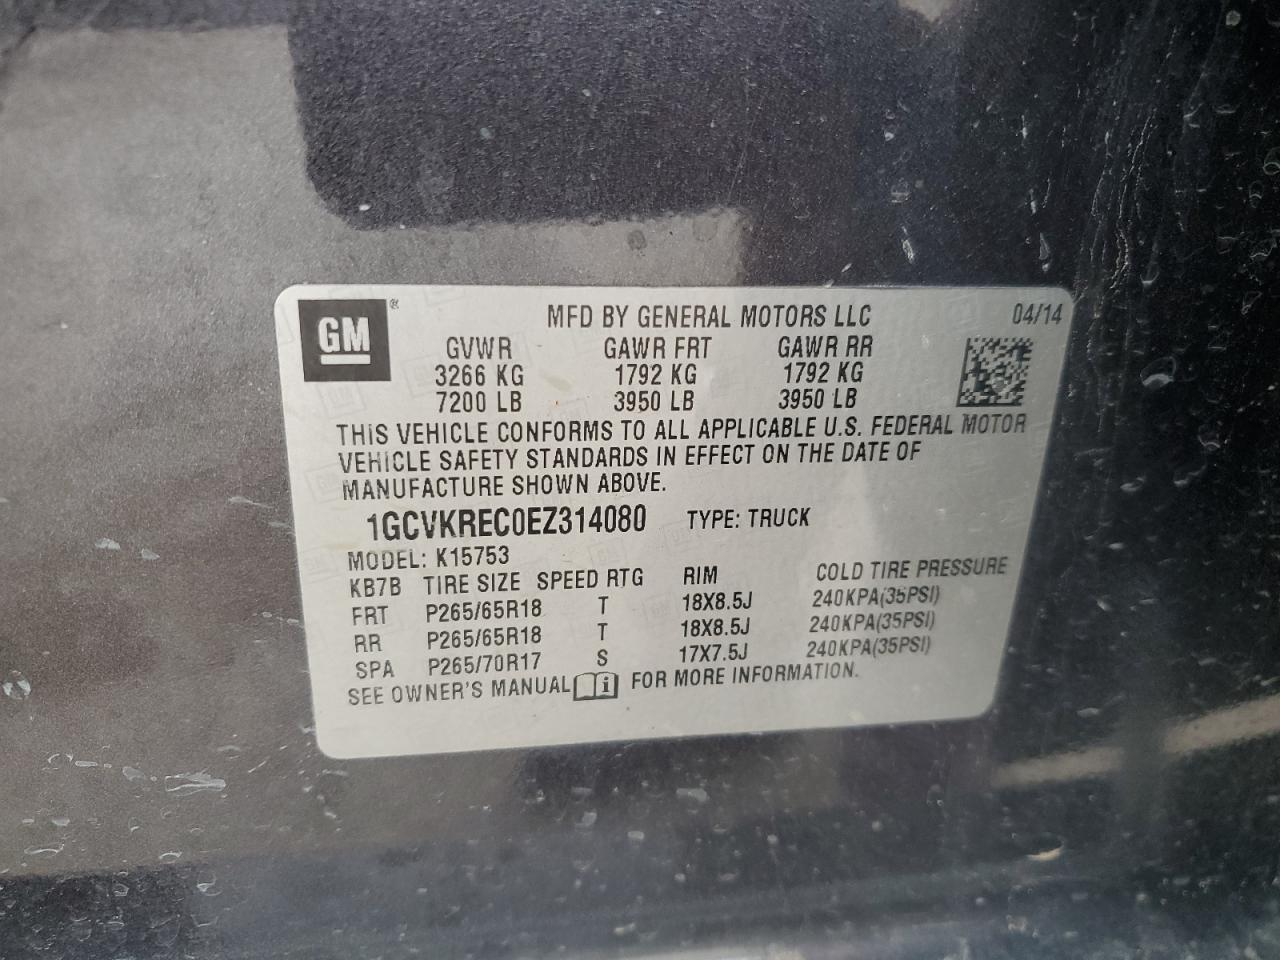 GM®
MFD BY GENERAL MOTORS LLC 04/14
GVWR GAWR FRT GAWR RR
3266 KG 1792 KG 1792 KG
7200 LB 3950 LB 3950 LB
THIS VEHICLE CONFORMS TO ALL APPLICABLE U.S. FEDERAL MOTOR
VEHICLE SAFETY STANDARDS IN EFFECT ON THE DATE OF
MANUFACTURE SHOWN ABOVE.
1GCVKREC0EZ314080 TYPE: TRUCK
MODEL: K15753
KB7B TIRE SIZE SPEED RTG RIM COLD TIRE PRESSURE
FRT P265/65R18 T 18X8.5J 240KPA(35PSI)
RR P265/65R18 T 18X8.5J 240KPA(35PSI)
SPA P265/70R17 S 17X7.5J 240KPA(35PSI)
SEE OWNER'S MANUAL i FOR MORE INFORMATION.